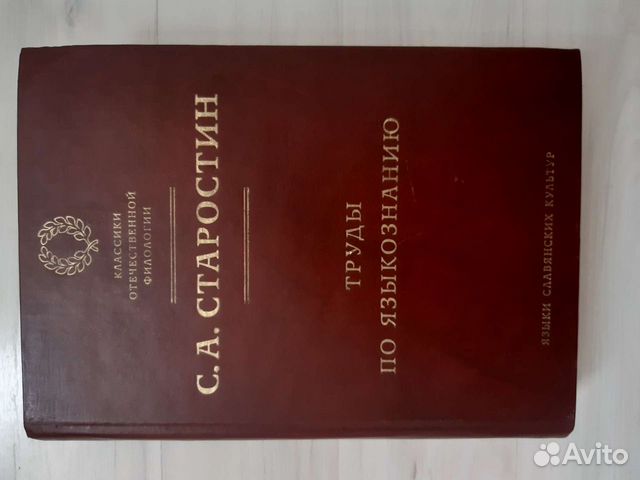 КЛАССИКИ
ОТЕЧЕСТВЕННОЙ
ФИЛОЛОГИИ
С. А. СТАРОСТИН
ТРУДЫ
ПО ЯЗЫКОЗНАНИЮ
ЯЗЫКИ СЛАВЯНСКИХ КУЛЬТУР
Avito